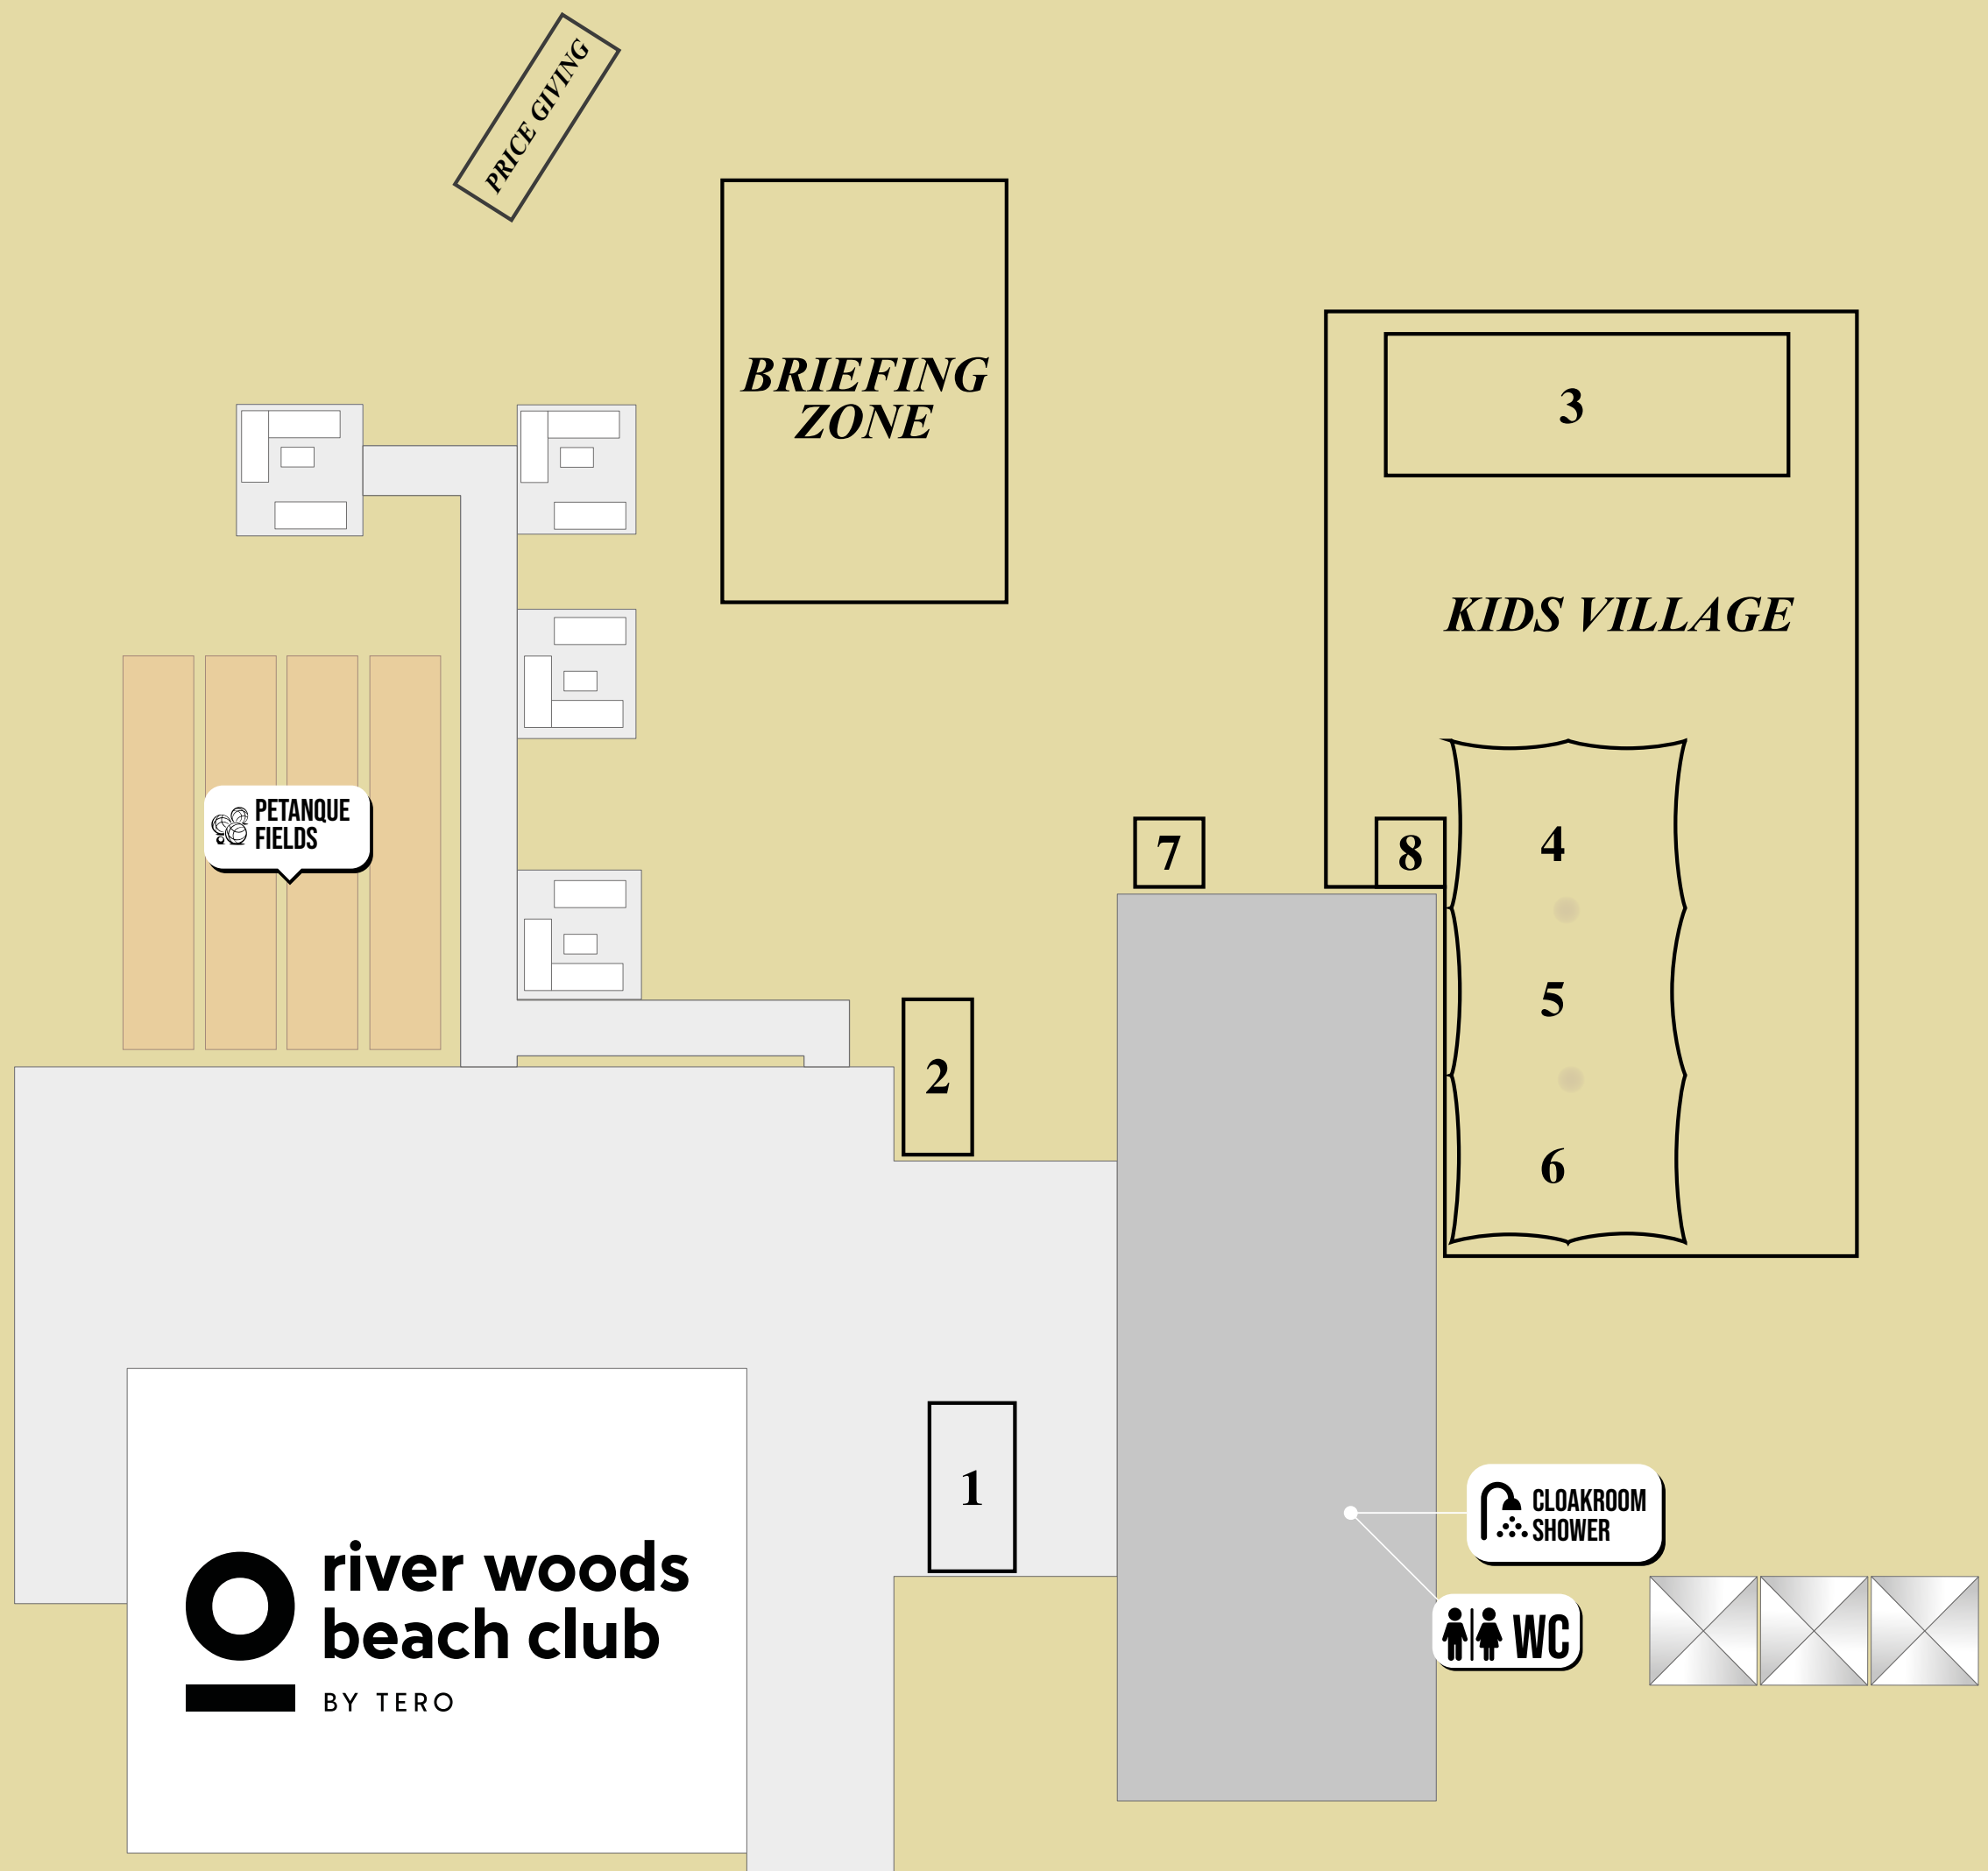 PRICE GIVING
BRIEFING
ZONE
3
KIDS VILLAGE
PETANQUE
FIELDS
7
8
4
5
2
6
1
CLOAKROOM
SHOWER
river woods
beach club
BY TERO
WC